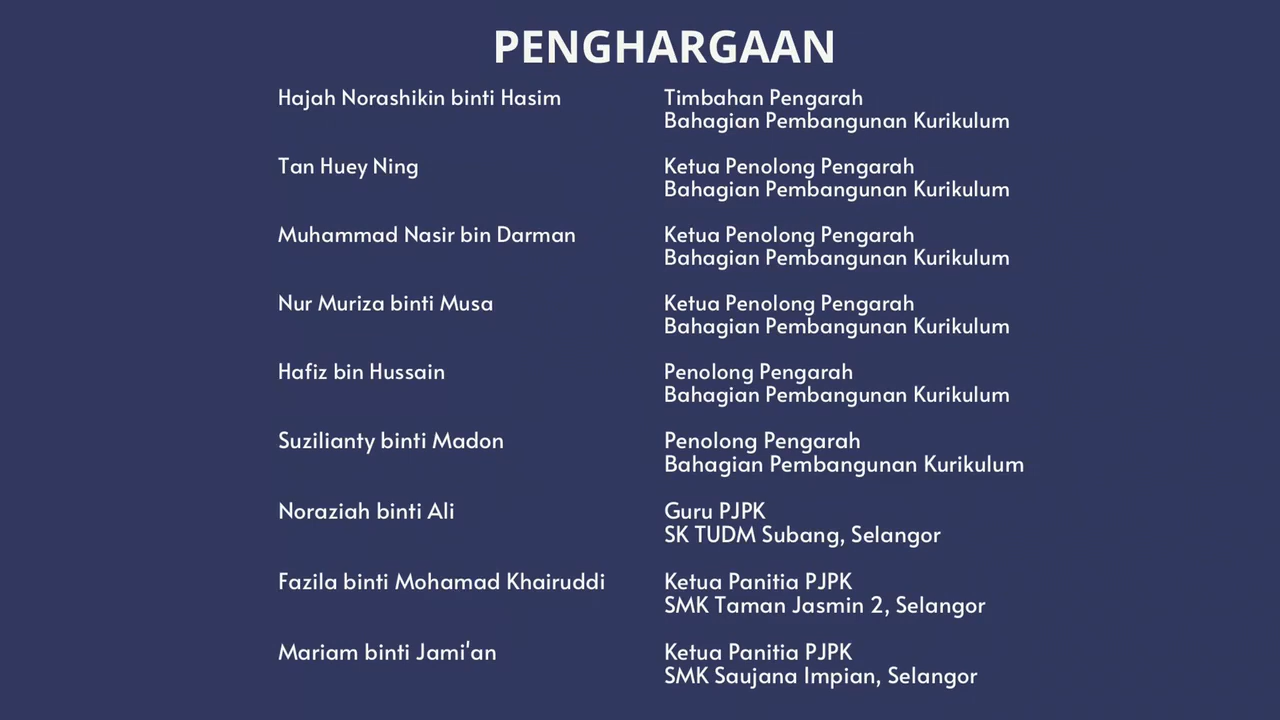 PENGHARGAAN
Hajah Norashikin binti Hasim
Timbahan Pengarah
Bahagian Pembangunan Kurikulum
Tan Huey Ning
Ketua Penolong Pengarah
Bahagian Pembangunan Kurikulum
Muhammad Nasir bin Darman
Ketua Penolong Pengarah
Bahagian Pembangunan Kurikulum
Nur Muriza binti Musa
Ketua Penolong Pengarah
Bahagian Pembangunan Kurikulum
Hafiz bin Hussain
Penolong Pengarah
Bahagian Pembangunan Kurikulum
Suzilianty binti Madon
Penolong Pengarah
Bahagian Pembangunan Kurikulum
Noraziah binti Ali
Guru PJPK
SK TUDM Subang, Selangor
Fazila binti Mohamad Khairuddi
Ketua Panitia PJPK
SMK Taman Jasmin 2, Selangor
Mariam binti Jami'an
Ketua Panitia PJPK
SMK Saujana Impian, Selangor